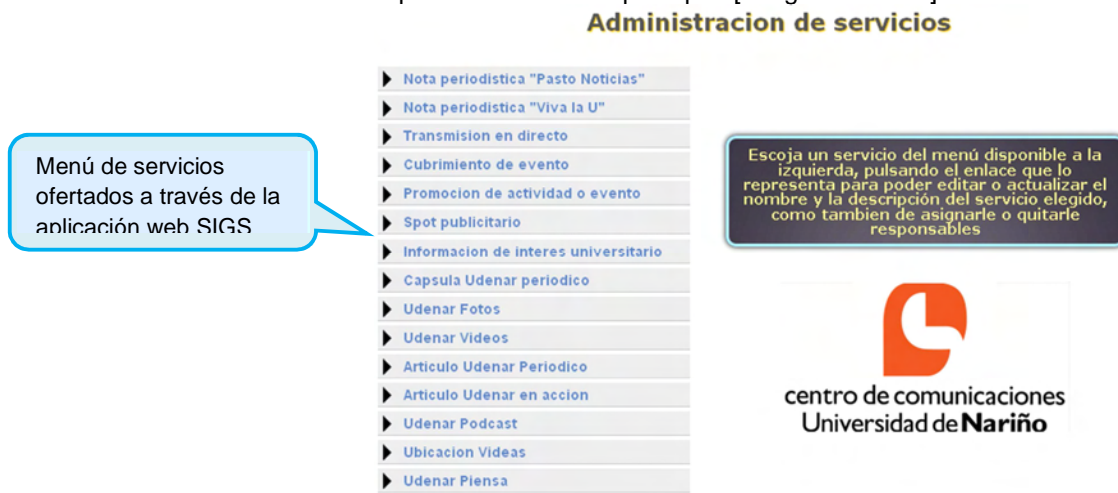 Administracion de servicios
Nota periodistica "Pasto Noticias"
Nota periodistica "Viva la U"
Transmision en directo
Cubrimiento de evento
Promocion de actividad o evento
Spot publicitario
Informacion de interes universitario
Capsula Udenar periodico
Udenar Fotos
Udenar Videos
Articulo Udenar Periodico
Articulo Udenar en accion
Udenar Podcast
Ubicacion Videas
Udenar Piensa
Menú de servicios
ofertados a través de la
aplicación web SIGS
Escoja un servicio del menú disponible a la
izquierda, pulsando el enlace que lo
representa para poder editar o actualizar el
nombre y la descripción del servicio elegido,
como tambien de asignarle o quitarle
responsables
centro de comunicaciones
Universidad de Nariño